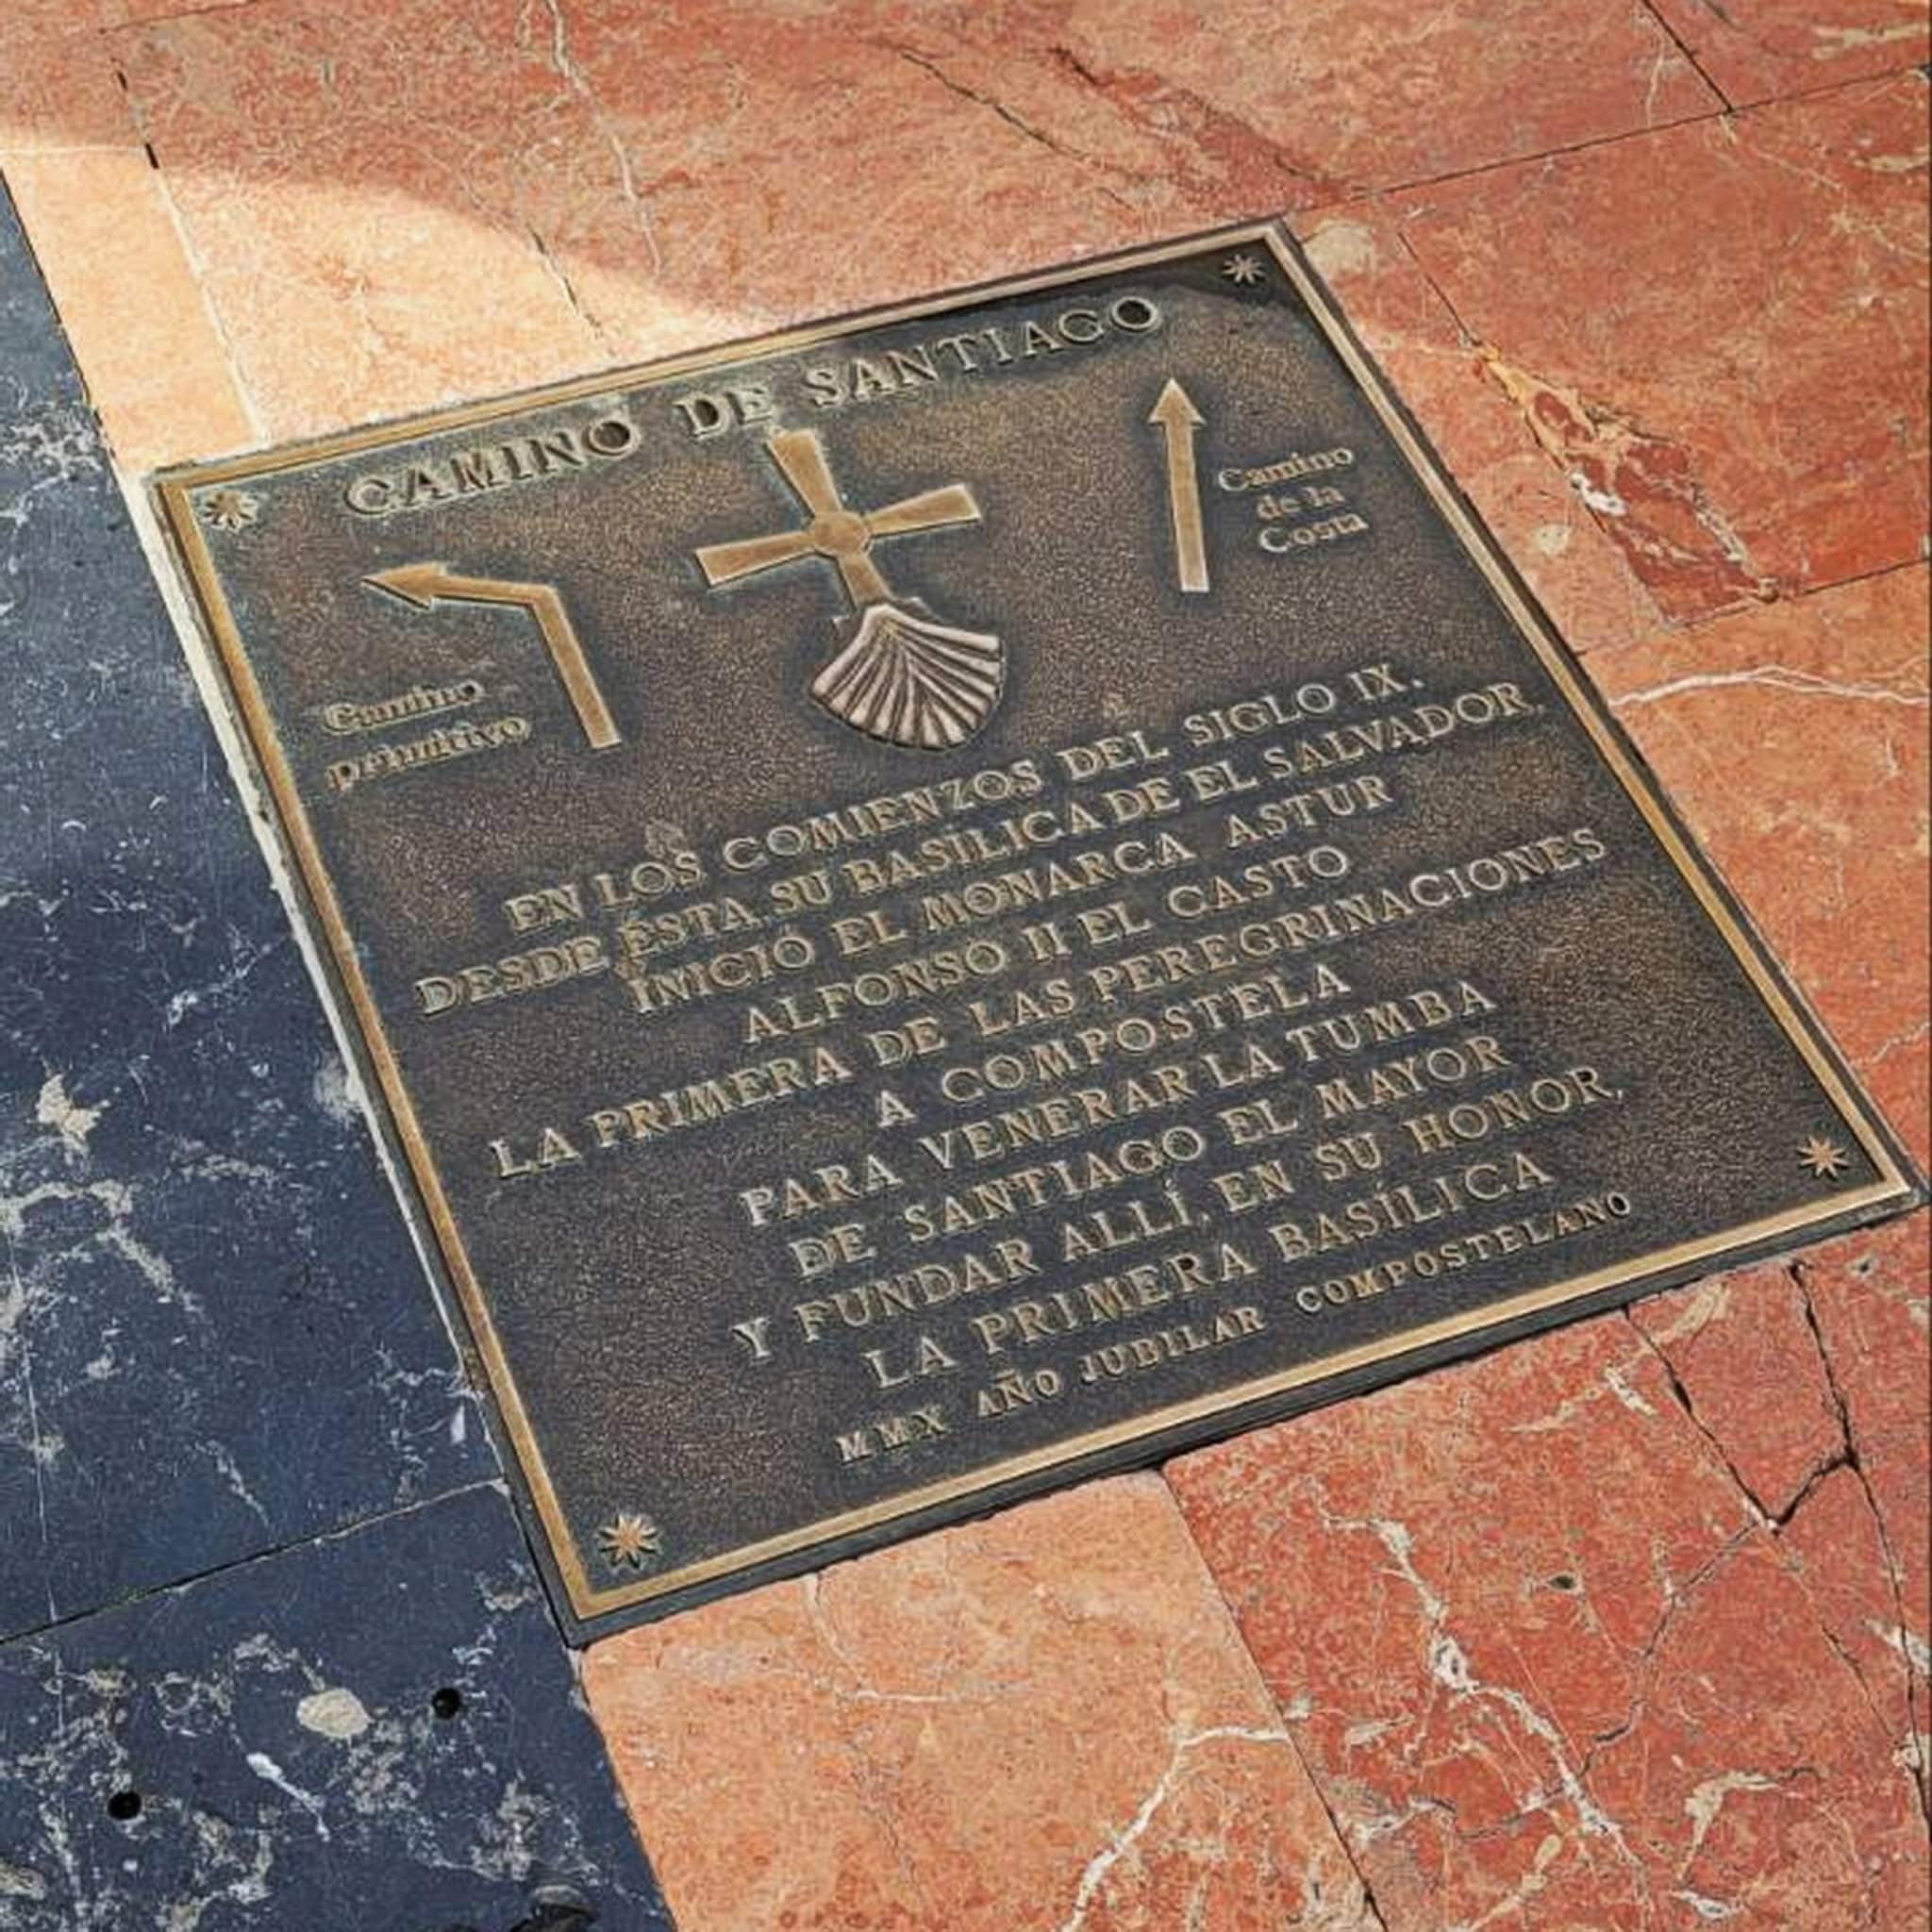 CAMINO DE SANTIAGO
Camino
primitivo
Camino
de la
Costa
EN LOS COMIENZOS DEL SIGLO IX.
DESDE ÉSTA SU BASÍLICA DE EL SALVADOR,
INICIÓ EL MONARCA ASTUR
ALFONSO II EL CASTO
LA PRIMERA DE LAS PEREGRINACIONES
A COMPOSTELA
PARA VENERAR LA TUMBA
DE SANTIAGO EL MAYOR
Y FUNDAR ALLÍ, EN SU HONOR,
LA PRIMERA BASÍLICA
MMX AÑO JUBILAR COMPOSTELANO